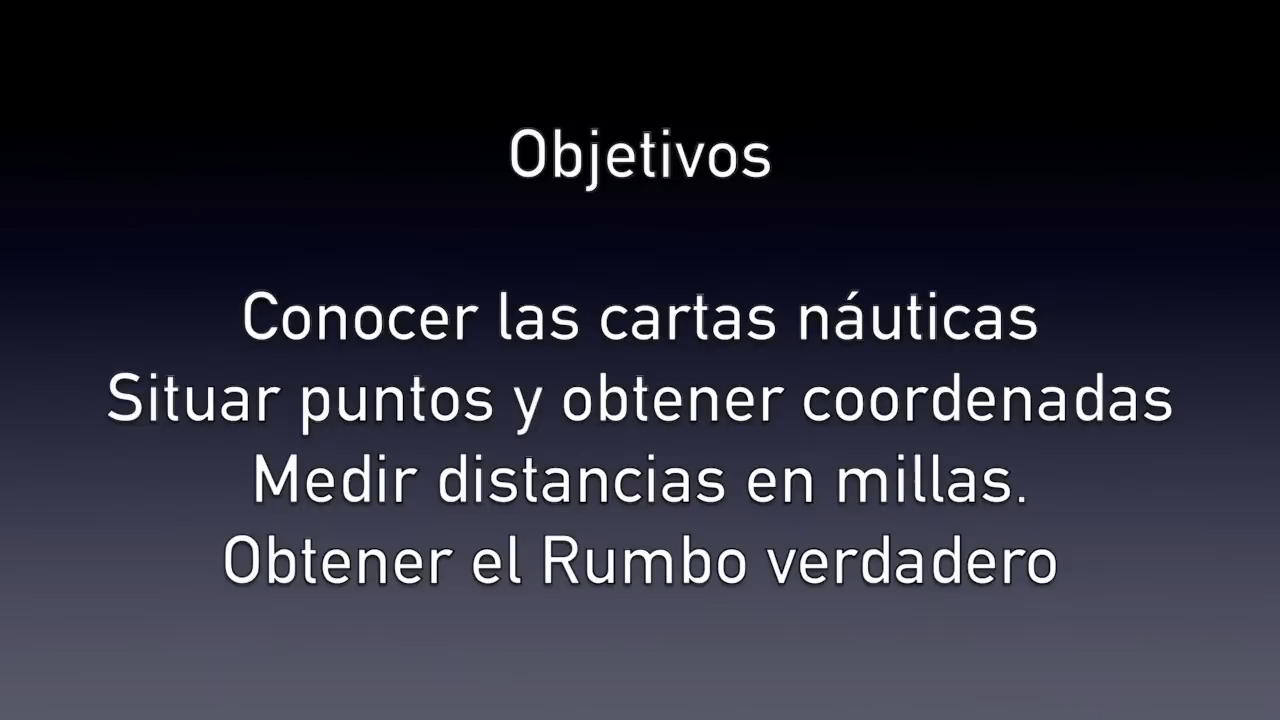 Objetivos
Conocer las cartas náuticas
Situar puntos y obtener coordenadas
Medir distancias en millas.
Obtener el Rumbo verdadero